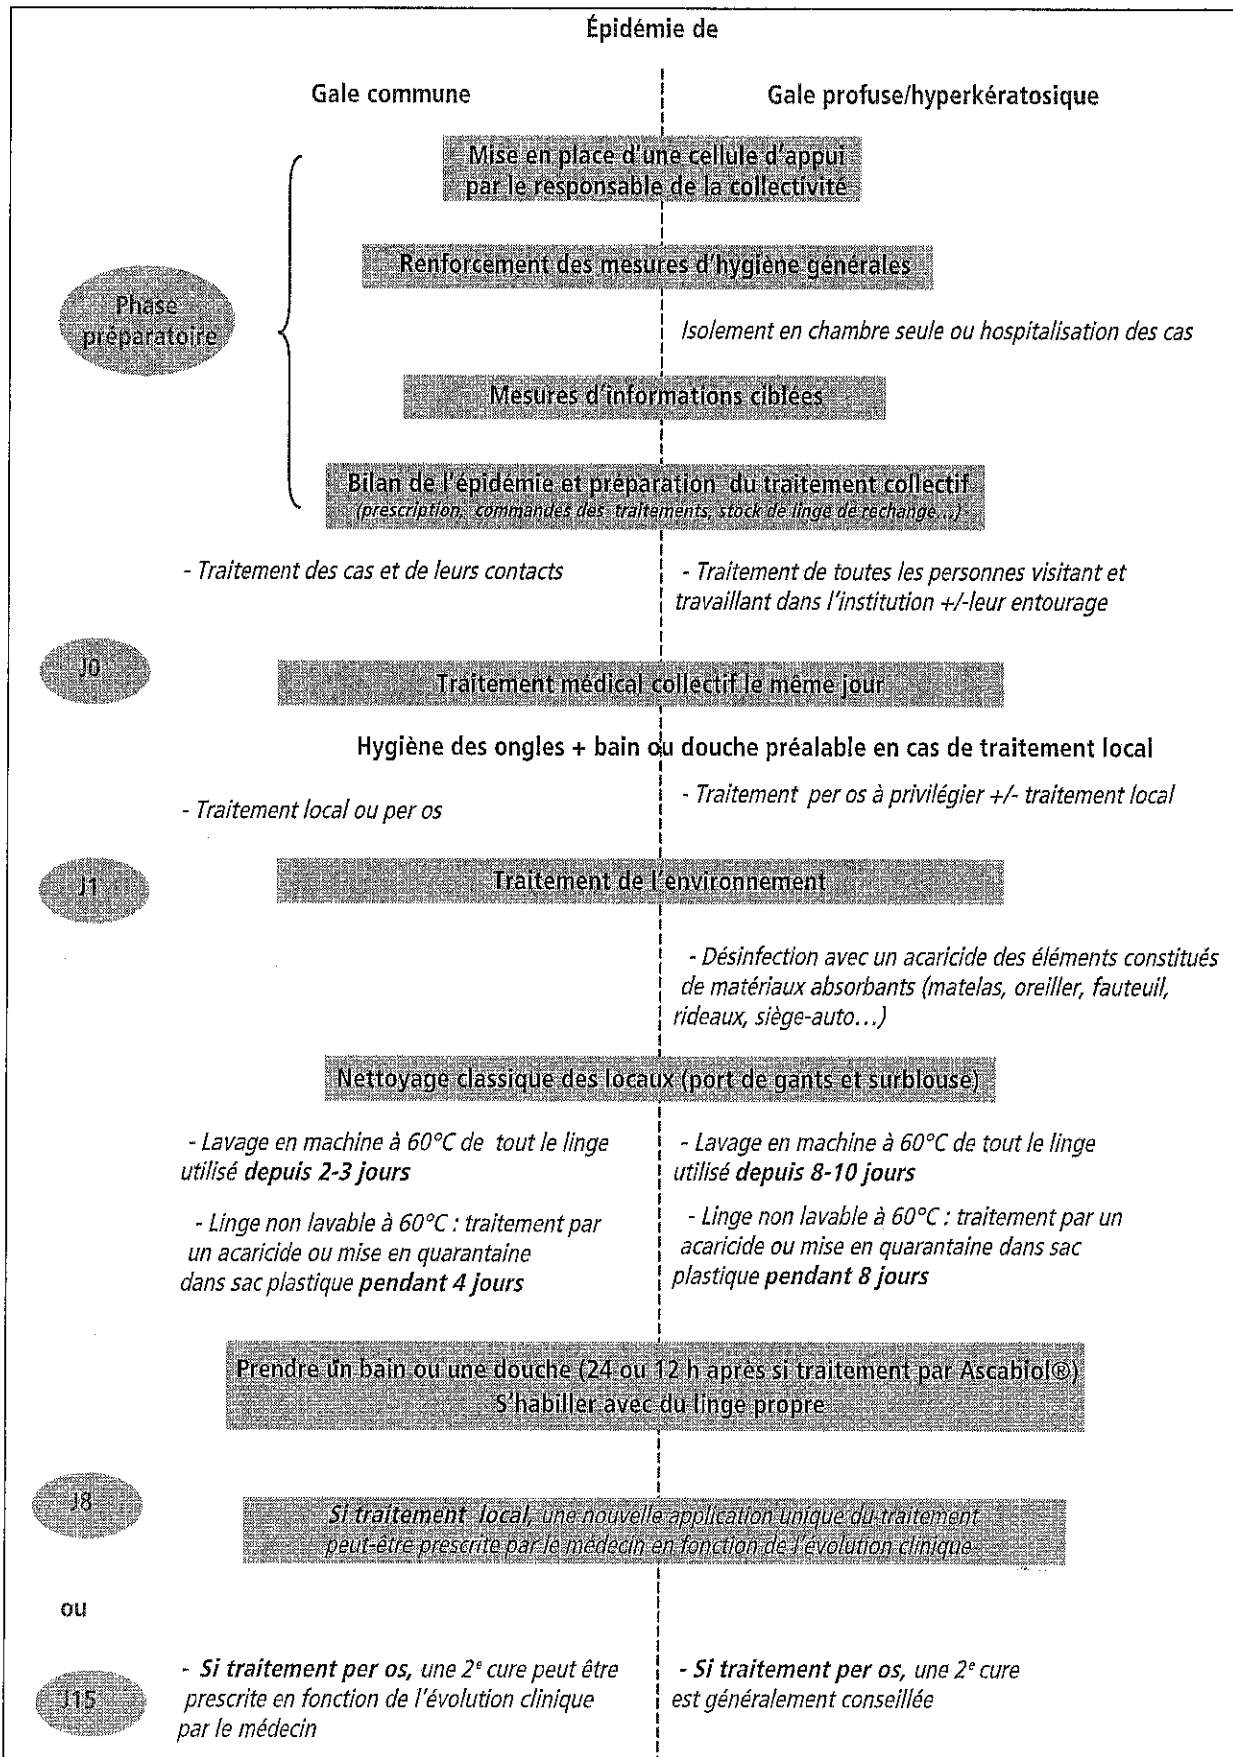 Épidémie de
Gale commune
Gale profuse/hyperkératosique
Mise en place d'une cellule d'appui
par le responsable de la collectivité
Renforcement des mesures d'hygiène générales
Phase
préparatoire
Isolement en chambre seule ou hospitalisation des cas
Mesures d'informations ciblées
Bilan de l'épidémie et préparation du traitement collectif
(prescription, commandes des traitements, stock de linge de rechange...)
- Traitement des cas et de leurs contacts
- Traitement de toutes les personnes visitant et
travaillant dans l'institution +/-leur entourage
J0
Traitement médical collectif le même jour
Hygiène des ongles + bain ou douche préalable en cas de traitement local
- Traitement local ou per os
- Traitement per os à privilégier +/- traitement local
J1
Traitement de l'environnement
- Désinfection avec un acaricide des éléments constitués
de matériaux absorbants (matelas, oreiller, fauteuil,
rideaux, siège-auto...)
Nettoyage classique des locaux (port de gants et surblouse)
- Lavage en machine à 60°C de tout le linge
utilisé depuis 2-3 jours
- Linge non lavable à 60°C : traitement par
un acaricide ou mise en quarantaine
dans sac plastique pendant 4 jours
- Lavage en machine à 60°C de tout le linge
utilisé depuis 8-10 jours
- Linge non lavable à 60°C : traitement par un
acaricide ou mise en quarantaine dans sac
plastique pendant 8 jours
Prendre un bain ou une douche (24 ou 12 h après si traitement par Ascabiol®)
S'habiller avec du linge propre
J8
Si traitement local, une nouvelle application unique du traitement
peut-être prescrite par le médecin en fonction de l'évolution clinique
ou
J15
- Si traitement per os, une 2e cure peut être
prescrite en fonction de l'évolution clinique
par le médecin
- Si traitement per os, une 2e cure
est généralement conseillée